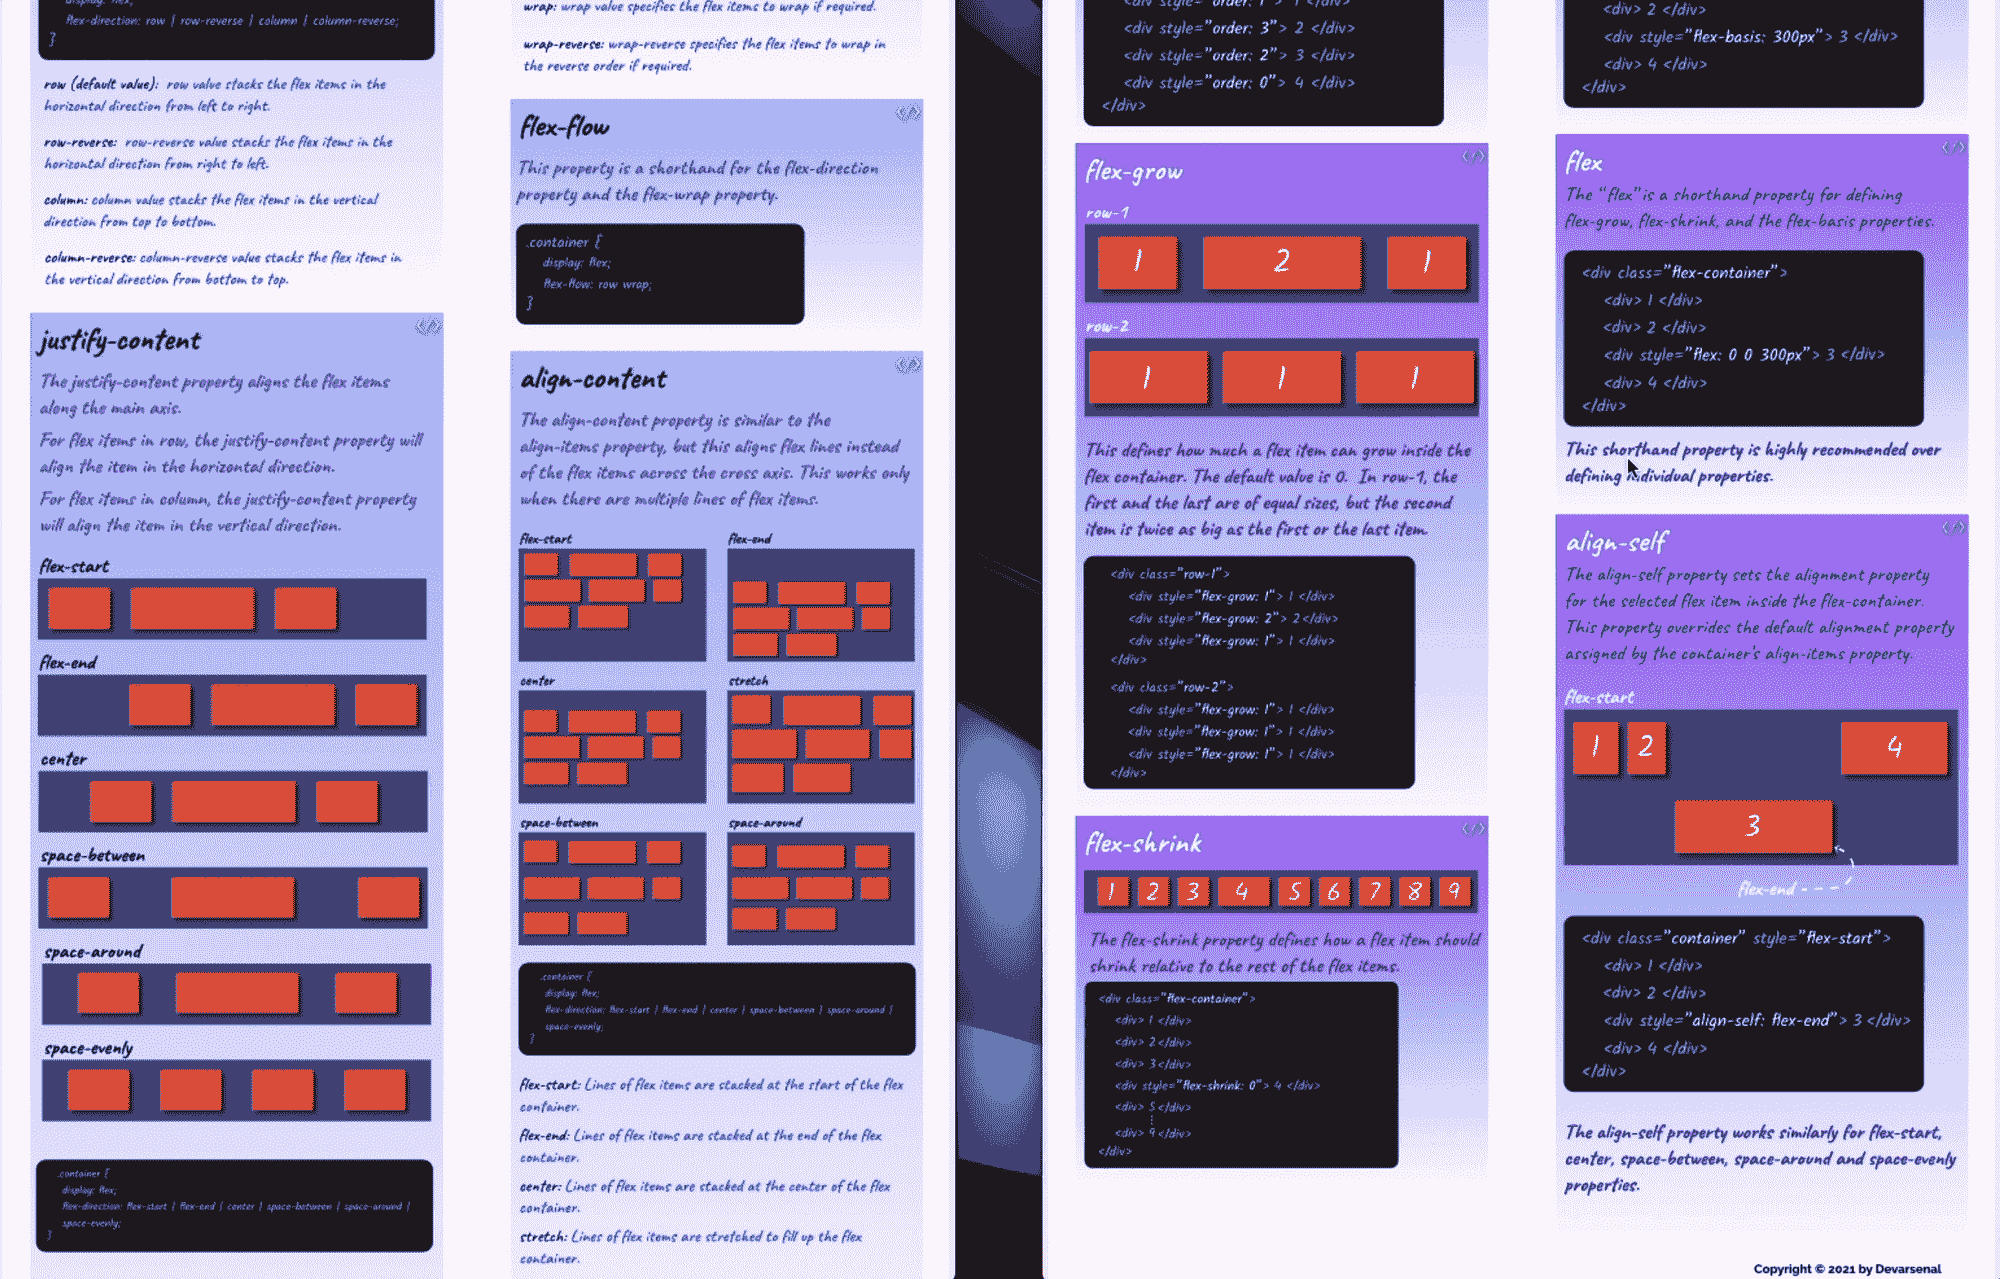 display: flex;
flex-direction: row | row-reverse | column | column-reverse;
}
row (default value): row value stacks the flex items in the
horizontal direction from left to right.
row-reverse: row-reverse value stacks the flex items in the
horizontal direction from right to left.
column: column value stacks the flex items in the vertical
direction from top to bottom.
column-reverse: column-reverse value stacks the flex items in
the vertical direction from bottom to top.
</>
justify-content
The justify-content property aligns the flex items
along the main axis.
For flex items in row, the justify-content property will
align the item in the horizontal direction.
For flex items in column, the justify-content property
will align the item in the vertical direction.
flex-start
flex-end
center
space-between
space-around
space-evenly
.container {
display: flex;
flex-direction: flex-start | flex-end | center | space-between | space-around |
space-evenly;
}
wrap: wrap value specifies the flex items to wrap if required.
wrap-reverse: wrap-reverse specifies the flex items to wrap in
the reverse order if required.
</>
flex-flow
This property is a shorthand for the flex-direction
property and the flex-wrap property.
.container {
display: flex;
flex-flow: row wrap;
}
</>
align-content
The align-content property is similar to the
align-items property, but this aligns flex lines instead
of the flex items across the cross axis. This works only
when there are multiple lines of flex items.
flex-start flex-end
center stretch
space-between space-around
.container {
display: flex;
flex-direction: flex-start | flex-end | center | space-between | space-around |
space-evenly;
}
flex-start: Lines of flex items are stacked at the start of the flex
container.
flex-end: Lines of flex items are stacked at the end of the flex
container.
center: Lines of flex items are stacked at the center of the flex
container.
stretch: Lines of flex items are stretched to fill up the flex
container.
<div style="order: 1"> 1 </div>
<div style="order: 3"> 2 </div>
<div style="order: 2"> 3 </div>
<div style="order: 0"> 4 </div>
</div>
</>
flex-grow
row-1
1 2 1
row-2
1 1 1
This defines how much a flex item can grow inside the
flex container. The default value is 0. In row-1, the
first and the last are of equal sizes, but the second
item is twice as big as the first or the last item.
<div class="row-1">
<div style="flex-grow: 1"> 1 </div>
<div style="flex-grow: 2"> 2 </div>
<div style="flex-grow: 1"> 1 </div>
</div>
<div class="row-2">
<div style="flex-grow: 1"> 1 </div>
<div style="flex-grow: 1"> 1 </div>
<div style="flex-grow: 1"> 1 </div>
</div>
</>
flex-shrink
1 2 3 4 5 6 7 8 9
The flex-shrink property defines how a flex item should
shrink relative to the rest of the flex items.
<div class="flex-container">
<div> 1 </div>
<div> 2 </div>
<div> 3 </div>
<div style="flex-shrink: 0"> 4 </div>
<div> 5 </div>
⋮
<div> 9 </div>
</div>
<div> 2 </div>
<div style="flex-basis: 300px"> 3 </div>
<div> 4 </div>
</div>
</>
flex
The "flex" is a shorthand property for defining
flex-grow, flex-shrink, and the flex-basis properties.
<div class="flex-container">
<div> 1 </div>
<div> 2 </div>
<div style="flex: 0 0 300px"> 3 </div>
<div> 4 </div>
</div>
This shorthand property is highly recommended over
defining individual properties.
</>
align-self
The align-self property sets the alignment property
for the selected flex item inside the flex-container.
This property overrides the default alignment property
assigned by the container's align-items property.
flex-start
1 2 4
3
flex-end
<div class="container" style="flex-start">
<div> 1 </div>
<div> 2 </div>
<div style="align-self: flex-end"> 3 </div>
<div> 4 </div>
</div>
The align-self property works similarly for flex-start,
center, space-between, space-around and space-evenly
properties.
Copyright © 2021 by Devarsenal